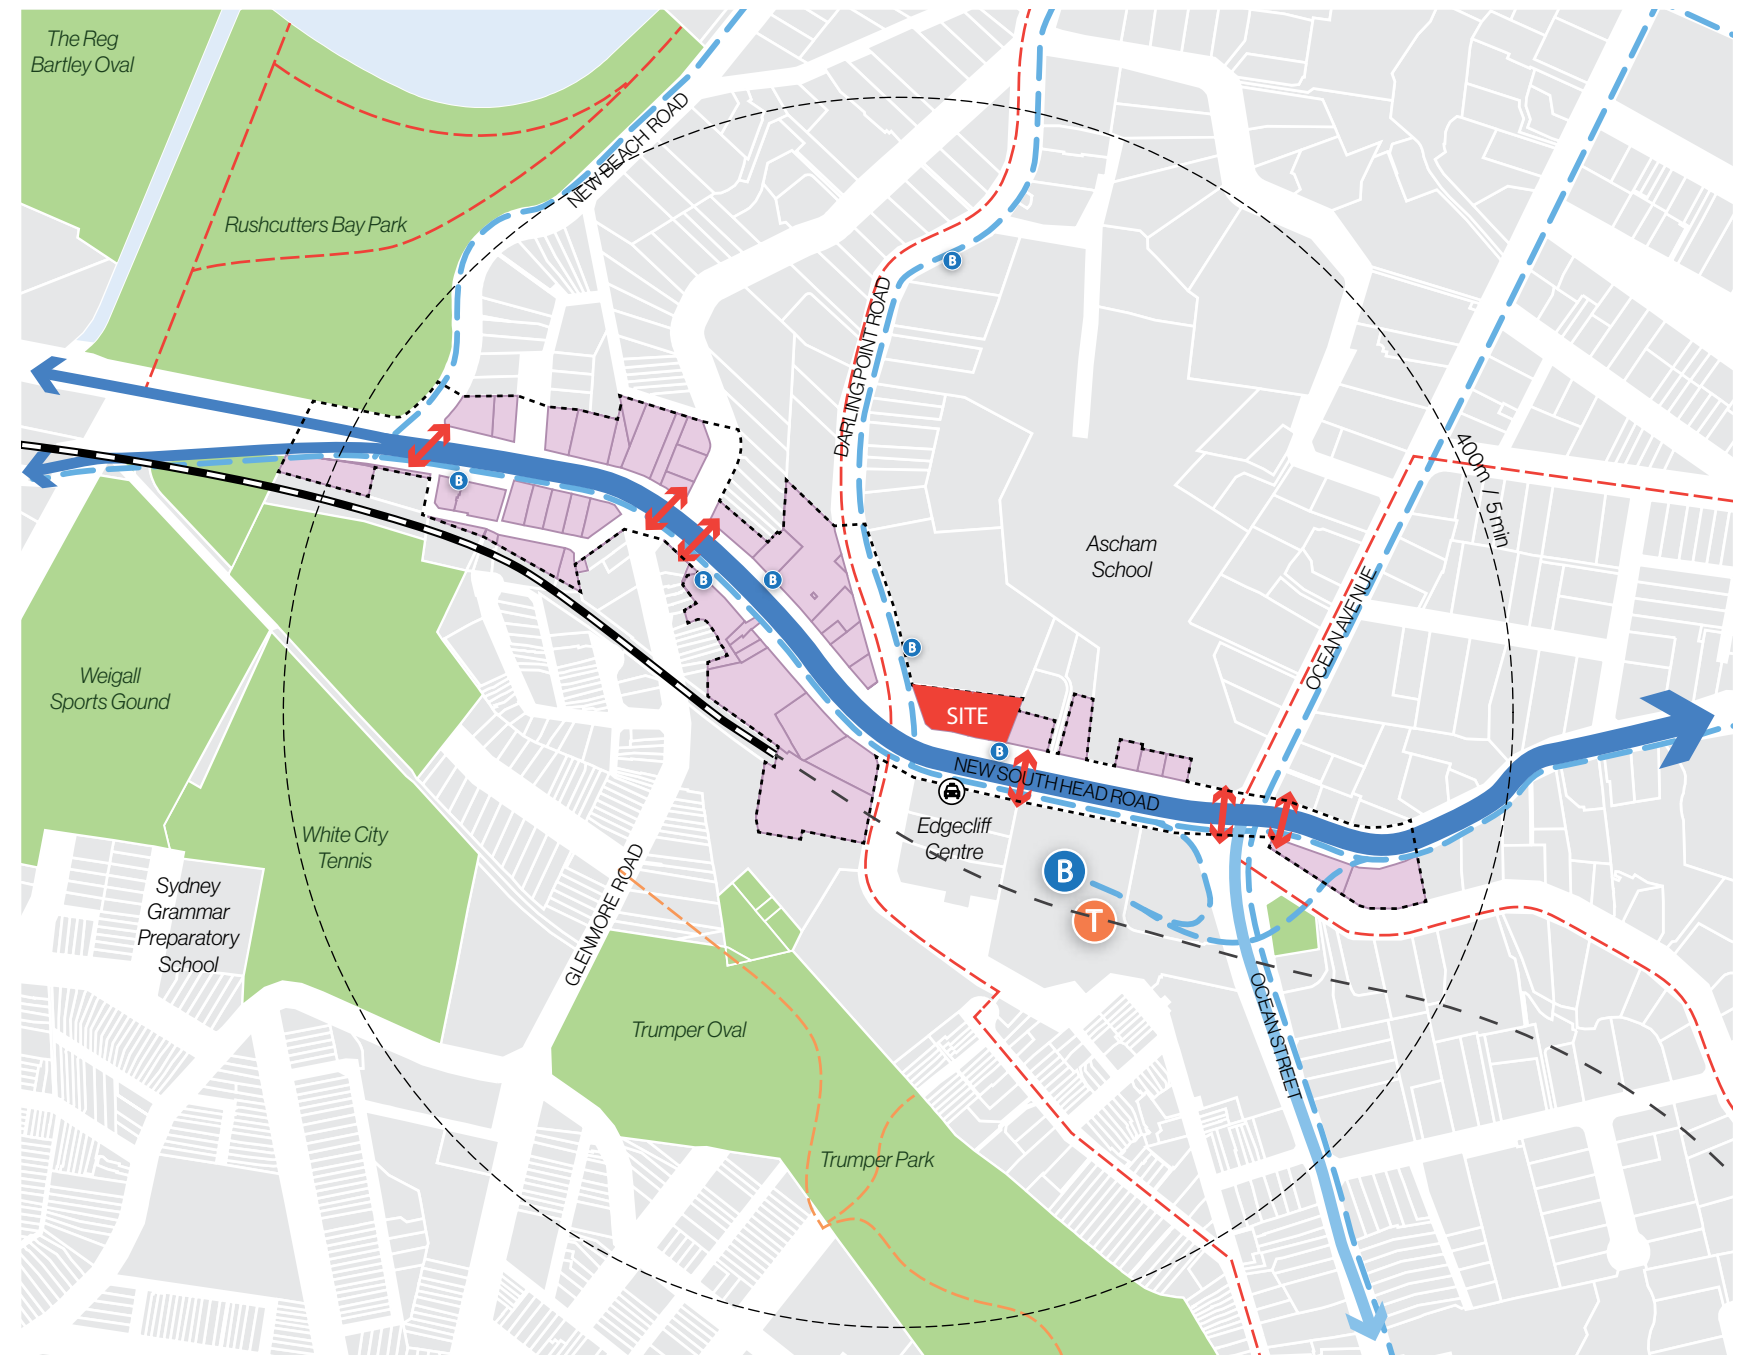 The Reg
Bartley Oval
NEW BEACH ROAD
Rushcutters Bay Park
B
DARLING POINT ROAD
400m / 5 min
B
Ascham
School
B
B
OCEAN AVENUE
B
Weigall
Sports Gound
SITE
B
NEW SOUTH HEAD ROAD
Edgecliff
Centre
White City
Tennis
B
T
GLENMORE ROAD
Sydney
Grammar
Preparatory
School
OCEAN STREET
Trumper Oval
Trumper Park